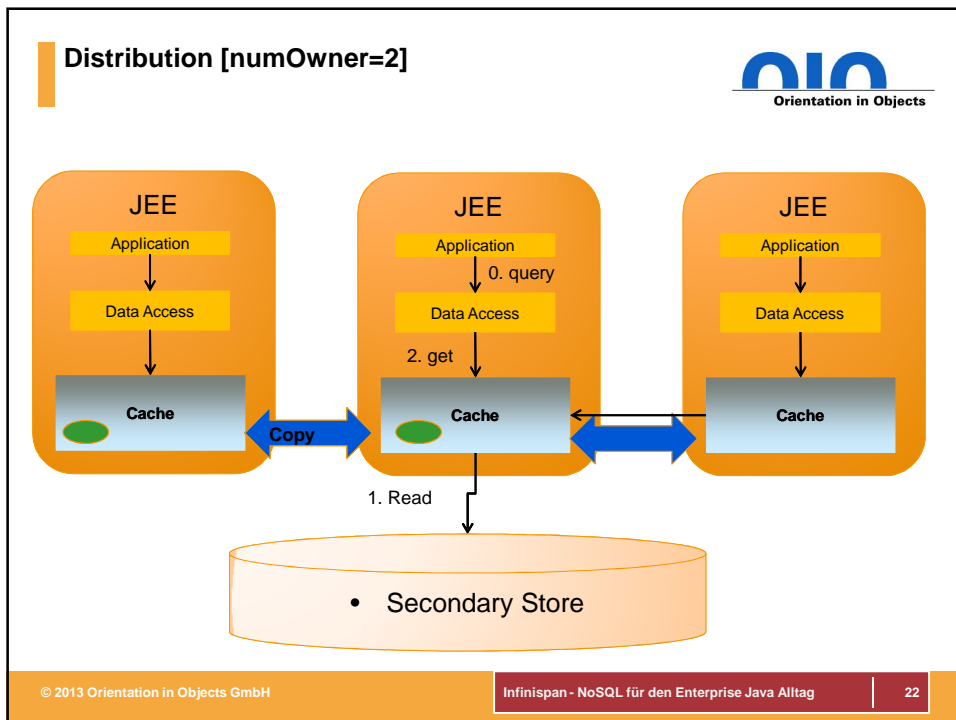 Distribution [numOwner=2]
OIO
Orientation in Objects
JEE
Application
Data Access
Cache
Copy
JEE
Application
0. query
Data Access
2. get
Cache
1. Read
JEE
Application
Data Access
Cache
• Secondary Store
© 2013 Orientation in Objects GmbH
Infinispan - NoSQL für den Enterprise Java Alltag
22